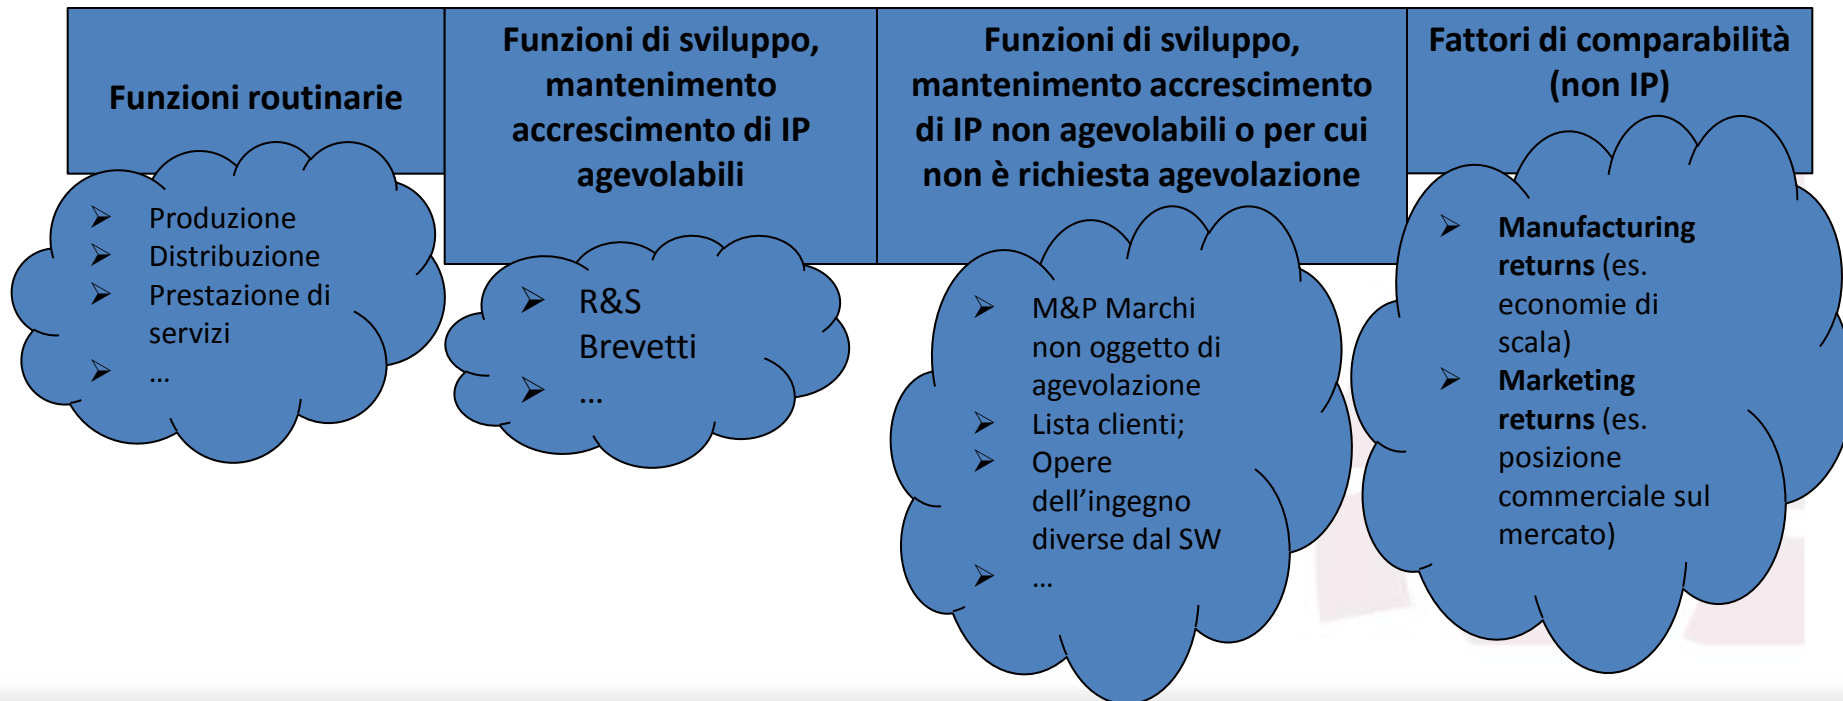 Funzioni routinarie
➢ Produzione
➢ Distribuzione
➢ Prestazione di
servizi
➢ ...
Funzioni di sviluppo,
mantenimento
accrescimento di IP
agevolabili
➢ R&S
Brevetti
➢ ...
Funzioni di sviluppo,
mantenimento accrescimento
di IP non agevolabili o per cui
non è richiesta agevolazione
➢ M&P Marchi
non oggetto di
agevolazione
➢ Lista clienti;
➢ Opere
dell’ingegno
diverse dal SW
➢ ...
Fattori di comparabilità
(non IP)
➢ Manufacturing
returns (es.
economie di
scala)
➢ Marketing
returns (es.
posizione
commerciale sul
mercato)